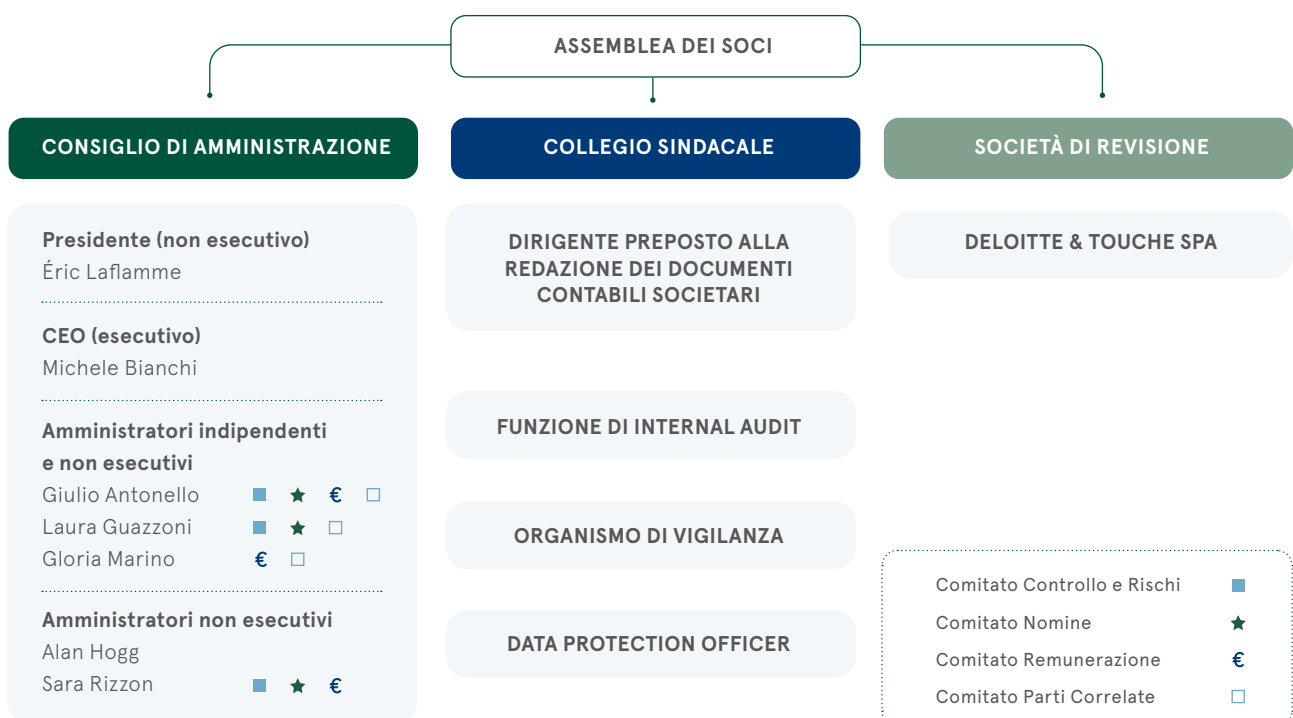 ASSEMBLEA DEI SOCI
CONSIGLIO DI AMMINISTRAZIONE
Presidente (non esecutivo)
Éric Laflamme
CEO (esecutivo)
Michele Bianchi
Amministratori indipendenti
e non esecutivi
Giulio Antonello ■ ★ € □
Laura Guazzoni ■ ★ □
Gloria Marino € □
Amministratori non esecutivi
Alan Hogg
Sara Rizzon ■ ★ €
COLLEGIO SINDACALE
DIRIGENTE PREPOSTO ALLA
REDAZIONE DEI DOCUMENTI
CONTABILI SOCIETARI
FUNZIONE DI INTERNAL AUDIT
ORGANISMO DI VIGILANZA
DATA PROTECTION OFFICER
SOCIETÀ DI REVISIONE
DELOITTE & TOUCHE SPA
Comitato Controllo e Rischi ■
Comitato Nomine ★
Comitato Remunerazione €
Comitato Parti Correlate □